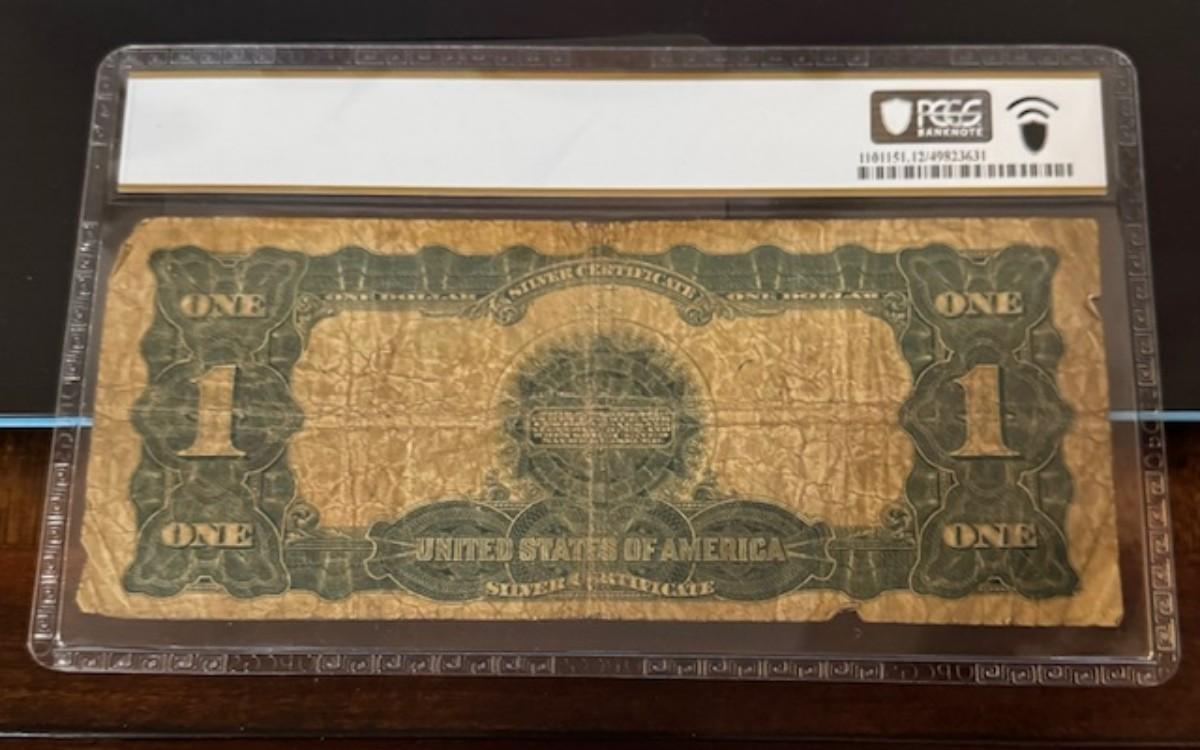 PCGS
BANKNOTE
1101151.12/49823631
SILVER CERTIFICATE
ONE ONE DOLLAR ONE DOLLAR ONE
1 1
ONE ONE
UNITED STATES OF AMERICA
SILVER CERTIFICATE